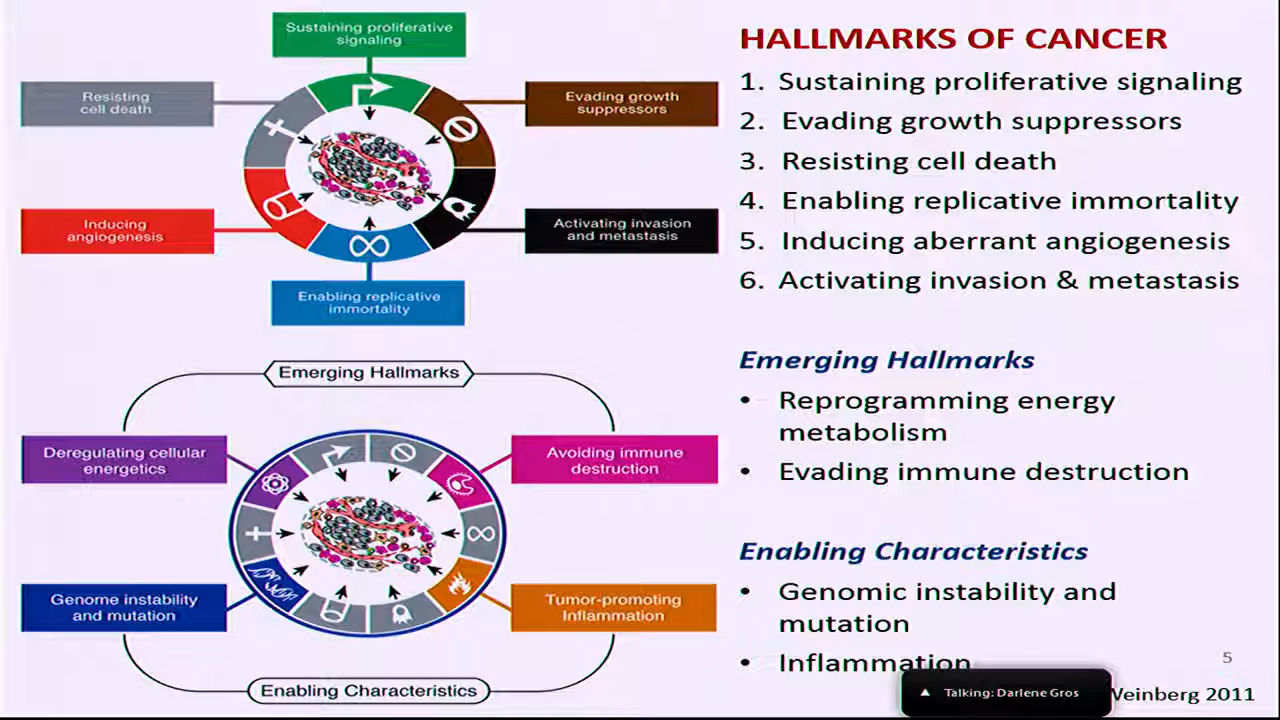 Sustaining proliferative
signaling
Resisting
cell death
Evading growth
suppressors
Inducing
angiogenesis
Activating invasion
and metastasis
Enabling replicative
immortality
Emerging Hallmarks
Deregulating cellular
energetics
Avoiding immune
destruction
Genome instability
and mutation
Tumor-promoting
Inflammation
Enabling Characteristics
HALLMARKS OF CANCER
1. Sustaining proliferative signaling
2. Evading growth suppressors
3. Resisting cell death
4. Enabling replicative immortality
5. Inducing aberrant angiogenesis
6. Activating invasion & metastasis
Emerging Hallmarks
• Reprogramming energy
metabolism
• Evading immune destruction
Enabling Characteristics
• Genomic instability and
mutation
• Inflammation
5
Talking: Darlene Gros
Weinberg 2011